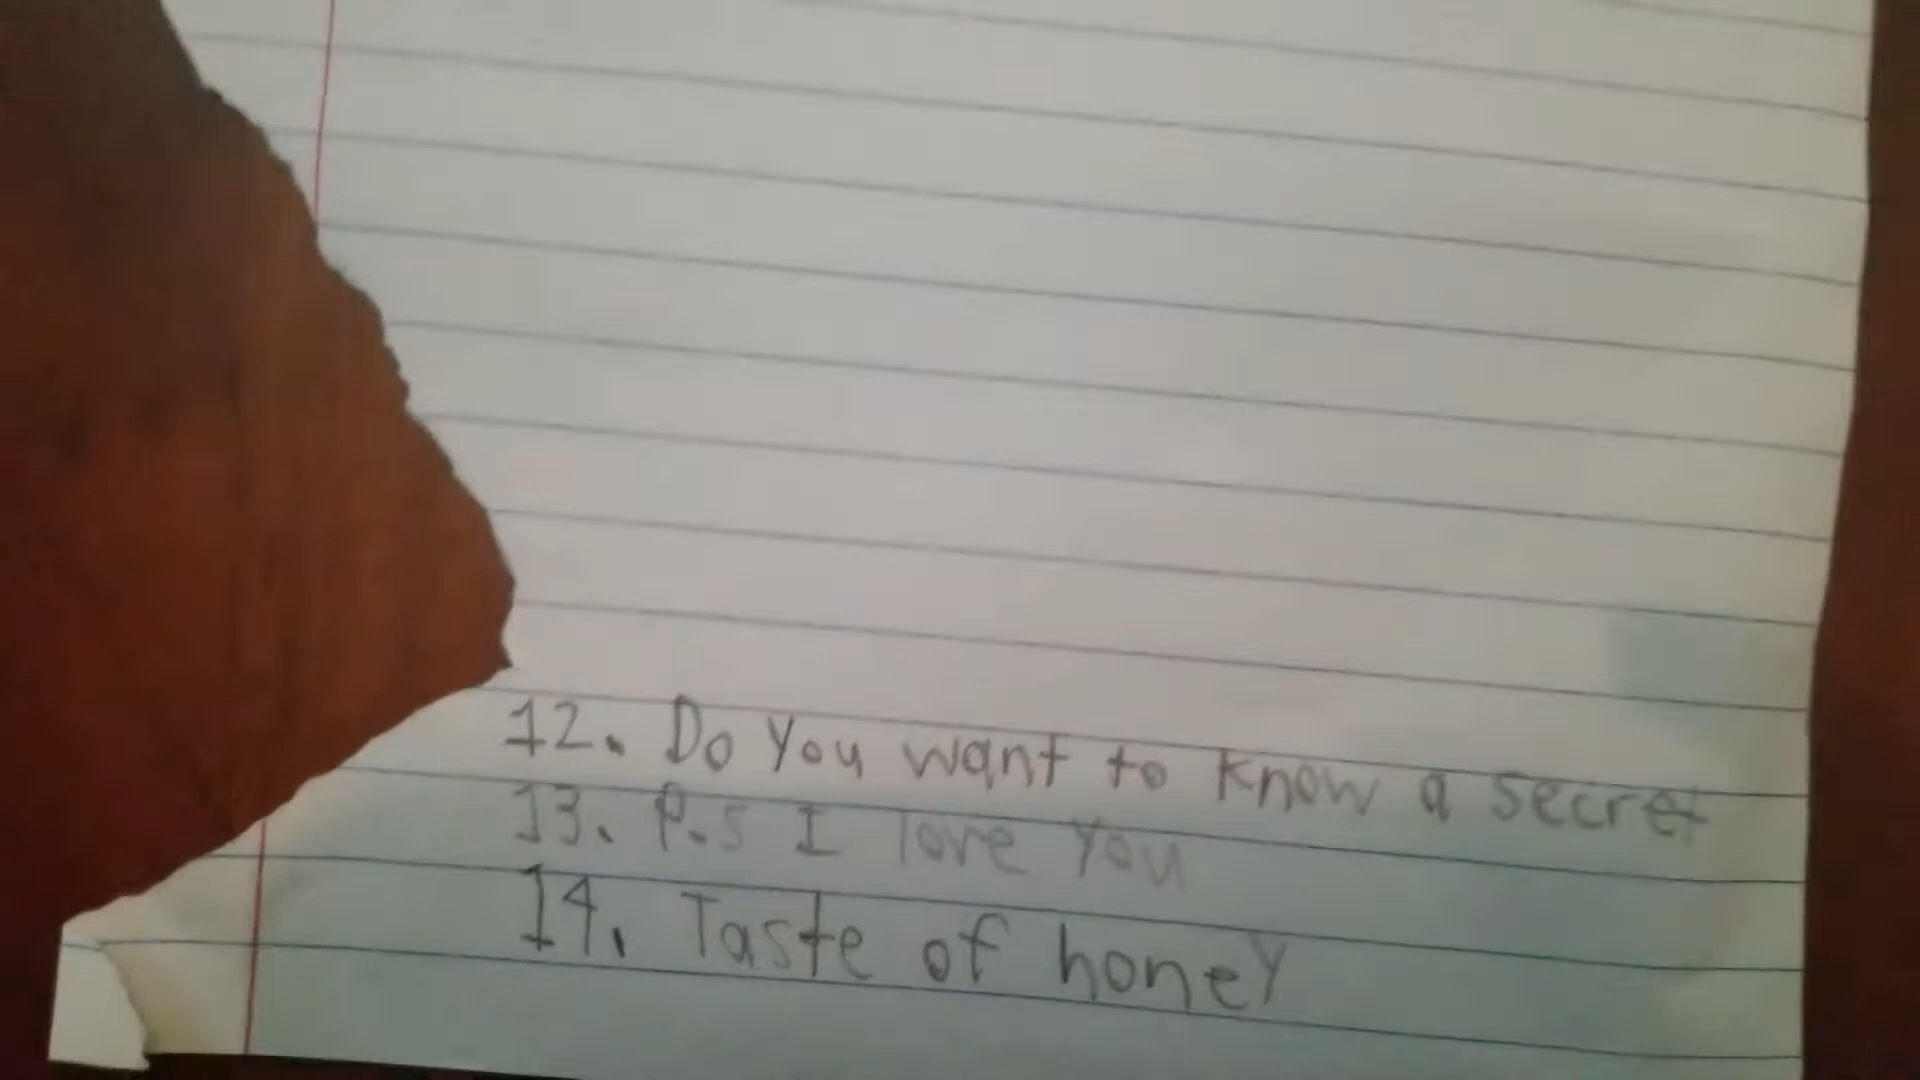 12. Do You want to know a secret
13. P.S I love You
14. Taste of honey